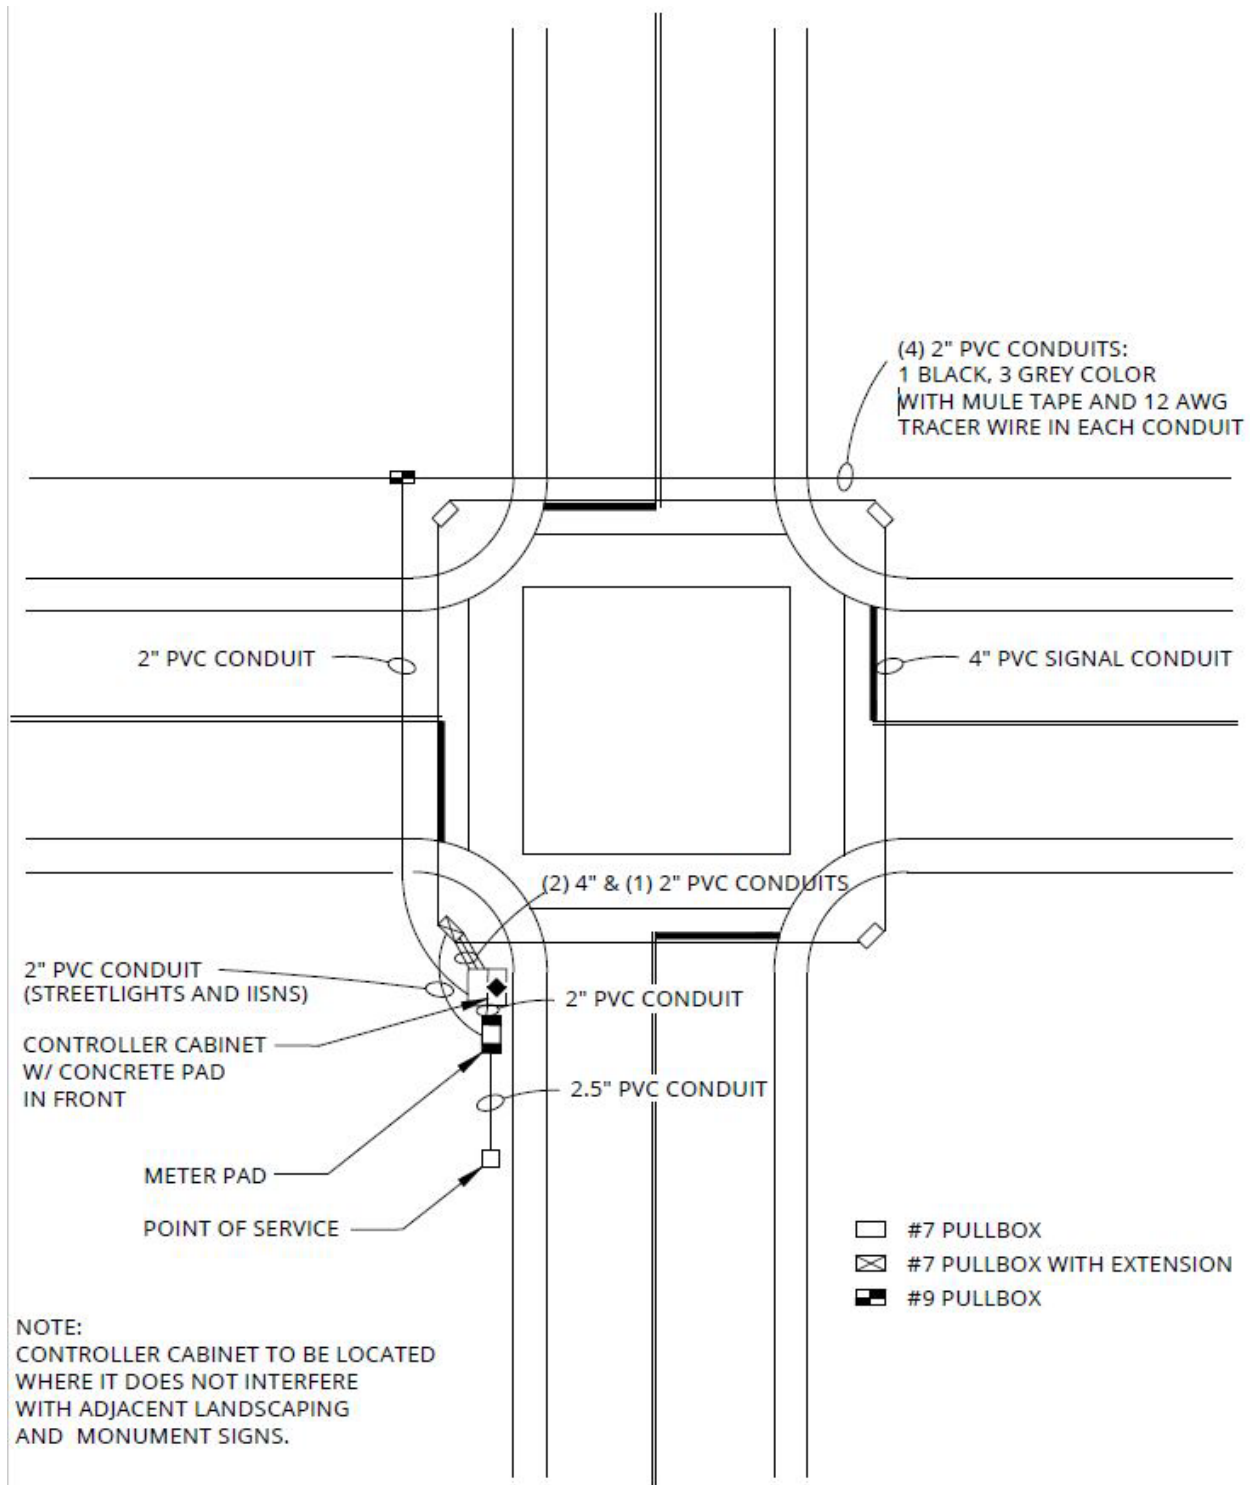 (4) 2" PVC CONDUITS:
1 BLACK, 3 GREY COLOR
WITH MULE TAPE AND 12 AWG
TRACER WIRE IN EACH CONDUIT
2" PVC CONDUIT
4" PVC SIGNAL CONDUIT
(2) 4" & (1) 2" PVC CONDUITS
2" PVC CONDUIT
(STREETLIGHTS AND IISNS)
2" PVC CONDUIT
CONTROLLER CABINET
W/ CONCRETE PAD
IN FRONT
2.5" PVC CONDUIT
METER PAD
POINT OF SERVICE
#7 PULLBOX
#7 PULLBOX WITH EXTENSION
#9 PULLBOX
NOTE:
CONTROLLER CABINET TO BE LOCATED
WHERE IT DOES NOT INTERFERE
WITH ADJACENT LANDSCAPING
AND MONUMENT SIGNS.